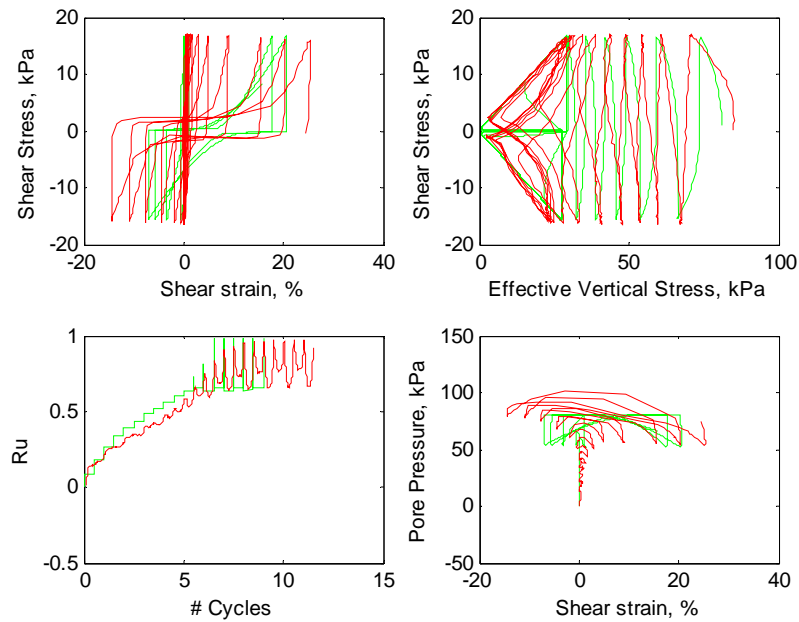 20
10
0
-10
-20
Shear Stress, kPa
-20 0 20 40
Shear strain, %
20
10
0
-10
20
Shear Stress, kPa
0 50 100
Effective Vertical Stress, kPa
1
0.5
0
-0.5
Ru
0 5 10 15
# Cycles
150
100
50
0
-50
Pore Pressure, kPa
-20 0 20 40
Shear strain, %